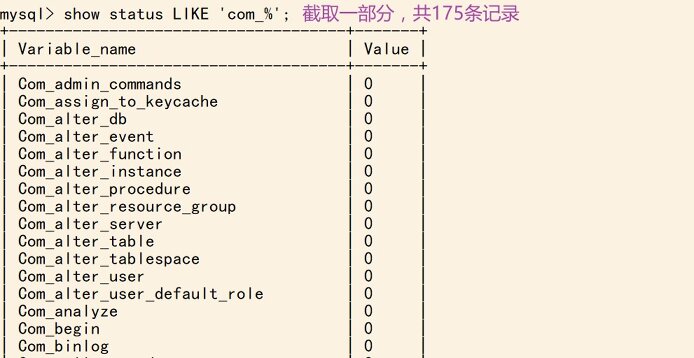 mysql> show status LIKE 'com_%'; 截取一部分，共175条记录
+-----------------------------------+-------+
| Variable_name | Value |
+-----------------------------------+-------+
| Com_admin_commands | 0 |
| Com_assign_to_keycache | 0 |
| Com_alter_db | 0 |
| Com_alter_event | 0 |
| Com_alter_function | 0 |
| Com_alter_instance | 0 |
| Com_alter_procedure | 0 |
| Com_alter_resource_group | 0 |
| Com_alter_server | 0 |
| Com_alter_table | 0 |
| Com_alter_tablespace | 0 |
| Com_alter_user | 0 |
| Com_alter_user_default_role | 0 |
| Com_analyze | 0 |
| Com_begin | 0 |
| Com_binlog | 0 |